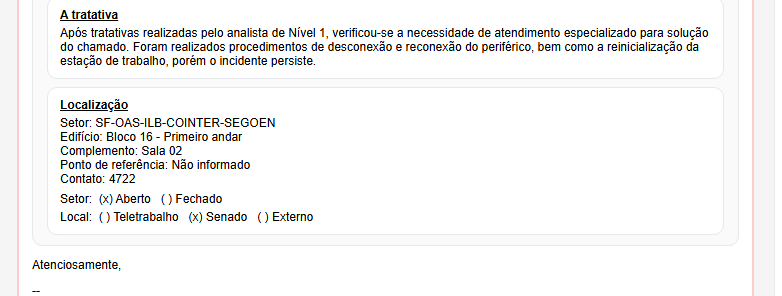 A tratativa
Após tratativas realizadas pelo analista de Nível 1, verificou-se a necessidade de atendimento especializado para solução
do chamado. Foram realizados procedimentos de desconexão e reconexão do periférico, bem como a reinicialização da
estação de trabalho, porém o incidente persiste.
Localização
Setor: SF-OAS-ILB-COINTER-SEGOEN
Edifício: Bloco 16 - Primeiro andar
Complemento: Sala 02
Ponto de referência: Não informado
Contato: 4722
Setor: (x) Aberto ( ) Fechado
Local: ( ) Teletrabalho (x) Senado ( ) Externo
Atenciosamente,
--